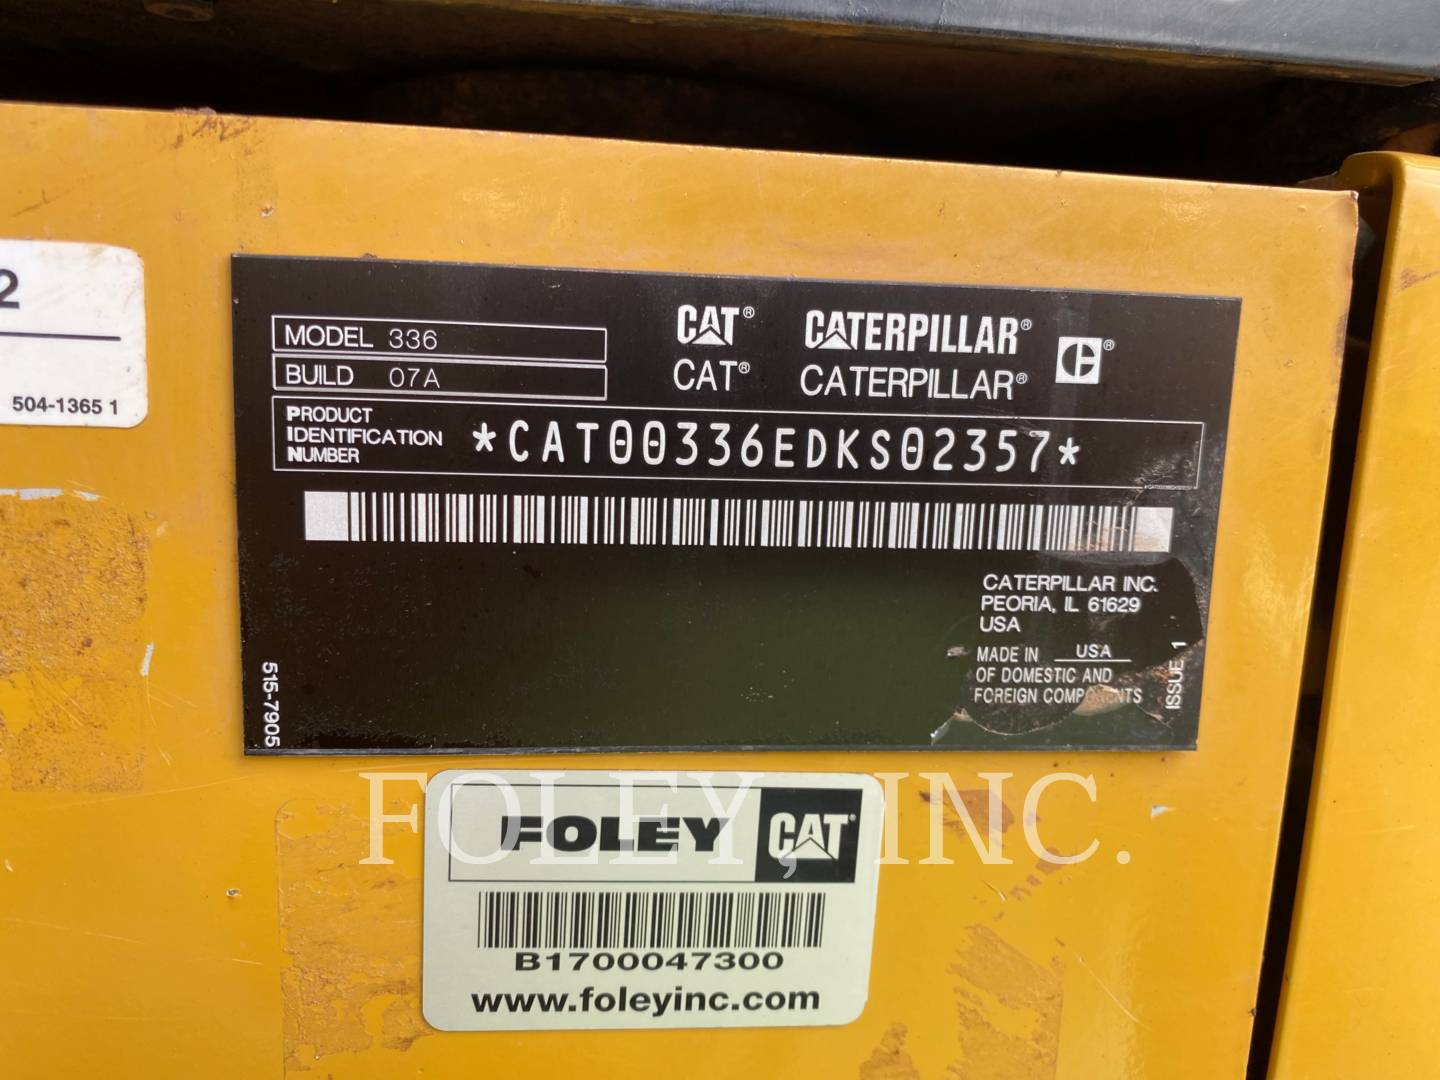 2
504-1365 1
MODEL 336
BUILD 07A
CAT® CATERPILLAR® ®
CAT® CATERPILLAR®
PRODUCT
IDENTIFICATION
NUMBER
*CAT00336EDKS02357*
CATERPILLAR INC.
PEORIA, IL 61629
USA
MADE IN USA
OF DOMESTIC AND
FOREIGN COMPONENTS
ISSUE 1
515-7905
FOLEY, INC.
FOLEY CAT
B1700047300
www.foleyinc.com